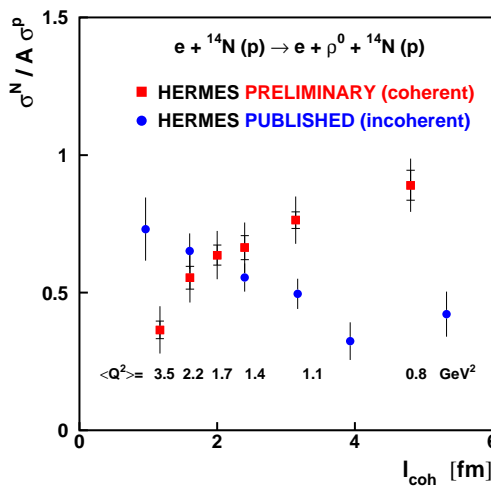 1.5
e + ¹⁴N (p) → e + ρ⁰ + ¹⁴N (p)
σᴺ / A σᵖ
HERMES PRELIMINARY (coherent)
HERMES PUBLISHED (incoherent)
1
0.5
<Q²>= 3.5 2.2 1.7 1.4 1.1 0.8 GeV²
0
0 2 4 6
l_coh [fm]